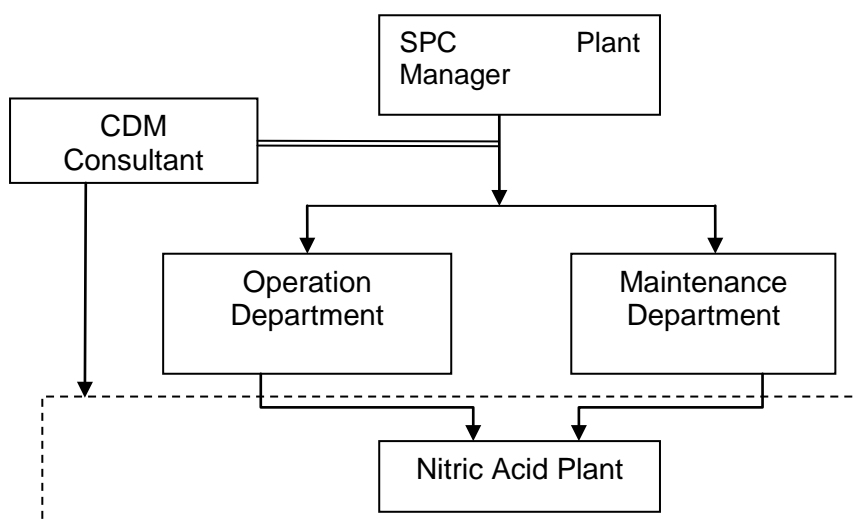 SPC Plant
Manager
CDM
Consultant
Operation
Department
Maintenance
Department
Nitric Acid Plant